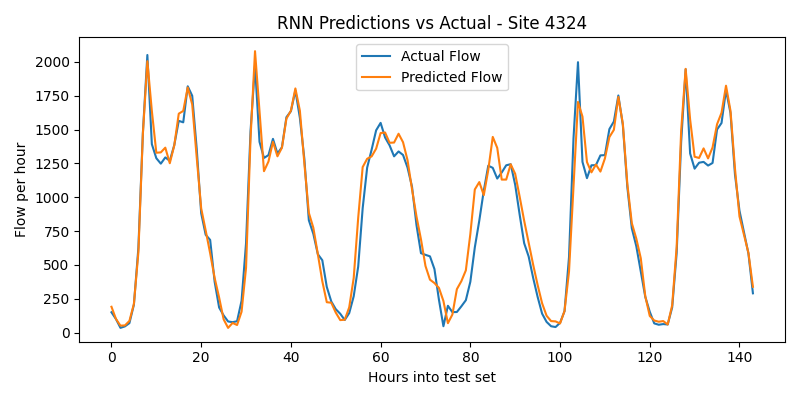 RNN Predictions vs Actual - Site 4324
Actual Flow
Predicted Flow
Flow per hour
2000
1750
1500
1250
1000
750
500
250
0
0 20 40 60 80 100 120 140
Hours into test set